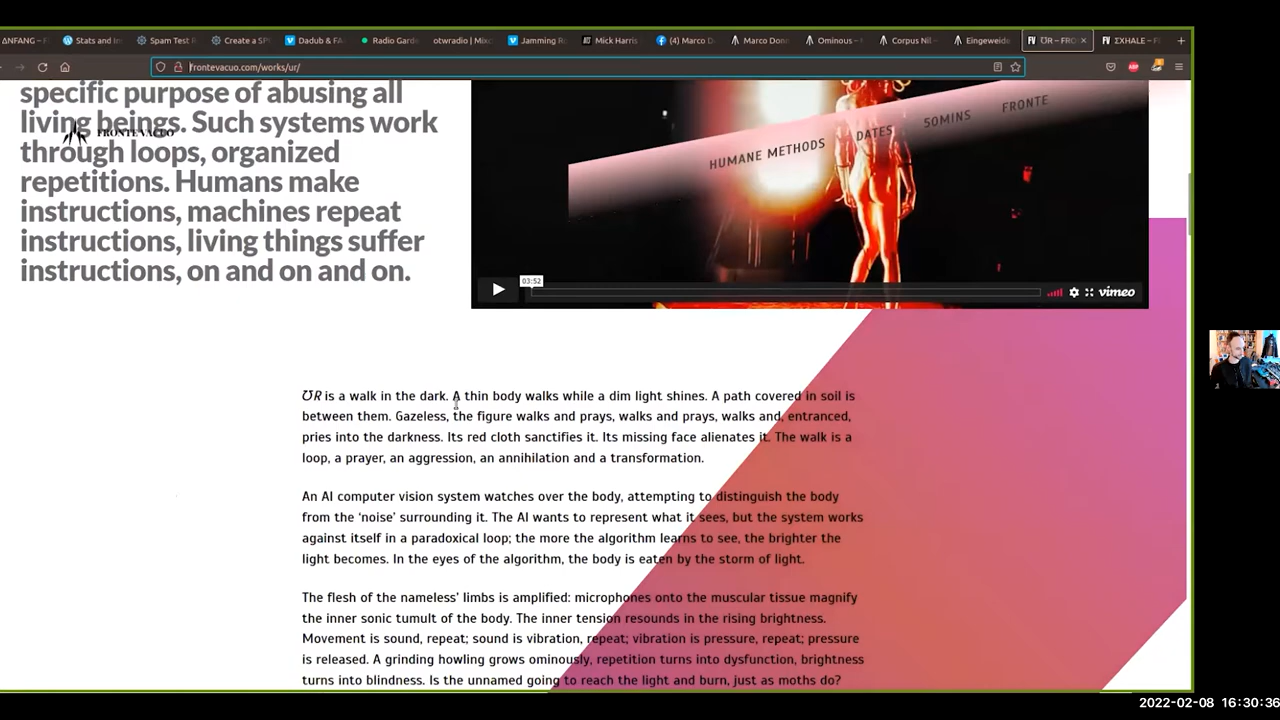 ΔNFANG –
Stats and In
Spam Test R
Create a SP
Dadub & FA
Radio Gard
otwradio | Mixc
Jamming Ro
Mick Harris
(4) Marco D
Marco Donn
Ominous –
Corpus Nil –
Eingeweide
ƱR – FRO
ΣXHALE – F
frontevacuo.com/works/ur/
specific purpose of abusing all
living beings. Such systems work
FRONTE VACUO
through loops, organized
repetitions. Humans make
instructions, machines repeat
instructions, living things suffer
instructions, on and on and on.
HUMANE METHODS
DATES
5OMINS
FRONTE
03:52
vimeo
ƱR is a walk in the dark. A thin body walks while a dim light shines. A path covered in soil is
between them. Gazeless, the figure walks and prays, walks and prays, walks and, entranced,
pries into the darkness. Its red cloth sanctifies it. Its missing face alienates it. The walk is a
loop, a prayer, an aggression, an annihilation and a transformation.
An AI computer vision system watches over the body, attempting to distinguish the body
from the ‘noise’ surrounding it. The AI wants to represent what it sees, but the system works
against itself in a paradoxical loop; the more the algorithm learns to see, the brighter the
light becomes. In the eyes of the algorithm, the body is eaten by the storm of light.
The flesh of the nameless’ limbs is amplified: microphones onto the muscular tissue magnify
the inner sonic tumult of the body. The inner tension resounds in the rising brightness.
Movement is sound, repeat; sound is vibration, repeat; vibration is pressure, repeat; pressure
is released. A grinding howling grows ominously, repetition turns into dysfunction, brightness
turns into blindness. Is the unnamed going to reach the light and burn, just as moths do?
2022-02-08 16:30:36